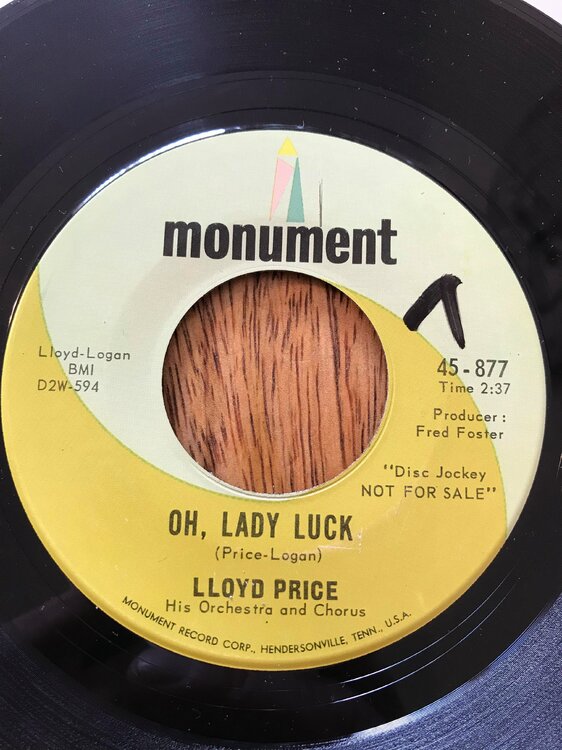 monument
Lloyd-Logan
BMI
D2W-594
45-877
Time 2:37
Producer:
Fred Foster
"Disc Jockey
NOT FOR SALE"
OH, LADY LUCK
(Price-Logan)
LLOYD PRICE
His Orchestra and Chorus
MONUMENT RECORD CORP., HENDERSONVILLE, TENN., U.S.A.